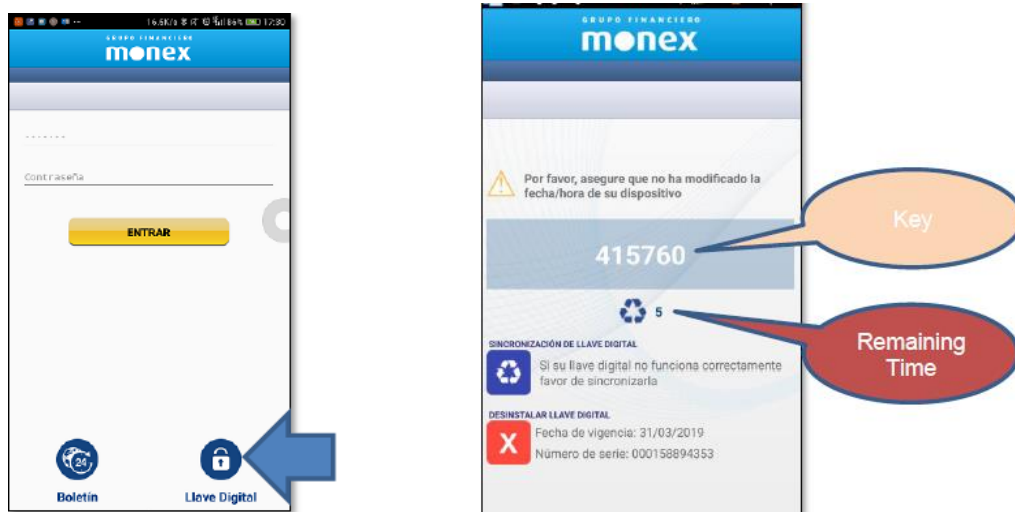 17:30
GRUPO FINANCIERO
monex
Contraseña
ENTRAR
24
Boletín
Llave Digital
GRUPO FINANCIERO
monex
Por favor, asegure que no ha modificado la
fecha/hora de su dispositivo
415760
5
SINCRONIZACIÓN DE LLAVE DIGITAL
Si su llave digital no funciona correctamente
favor de sincronizarla
DESINSTALAR LLAVE DIGITAL
X
Fecha de vigencia: 31/03/2019
Número de serie: 000158894353
Key
Remaining
Time